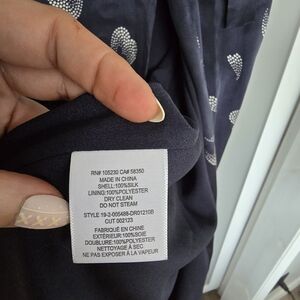 RN# 105230 CA# 58350
MADE IN CHINA
SHELL:100%SILK
LINING:100%POLYESTER
DRY CLEAN
DO NOT STEAM
STYLE 19-2-005488-DR01210B
CUT 002123
FABRIQUÉ EN CHINE
EXTÉRIEUR:100%SOIE
DOUBLURE:100%POLYESTER
NETTOYAGE À SEC
NE PAS EXPOSER À LA VAPEUR